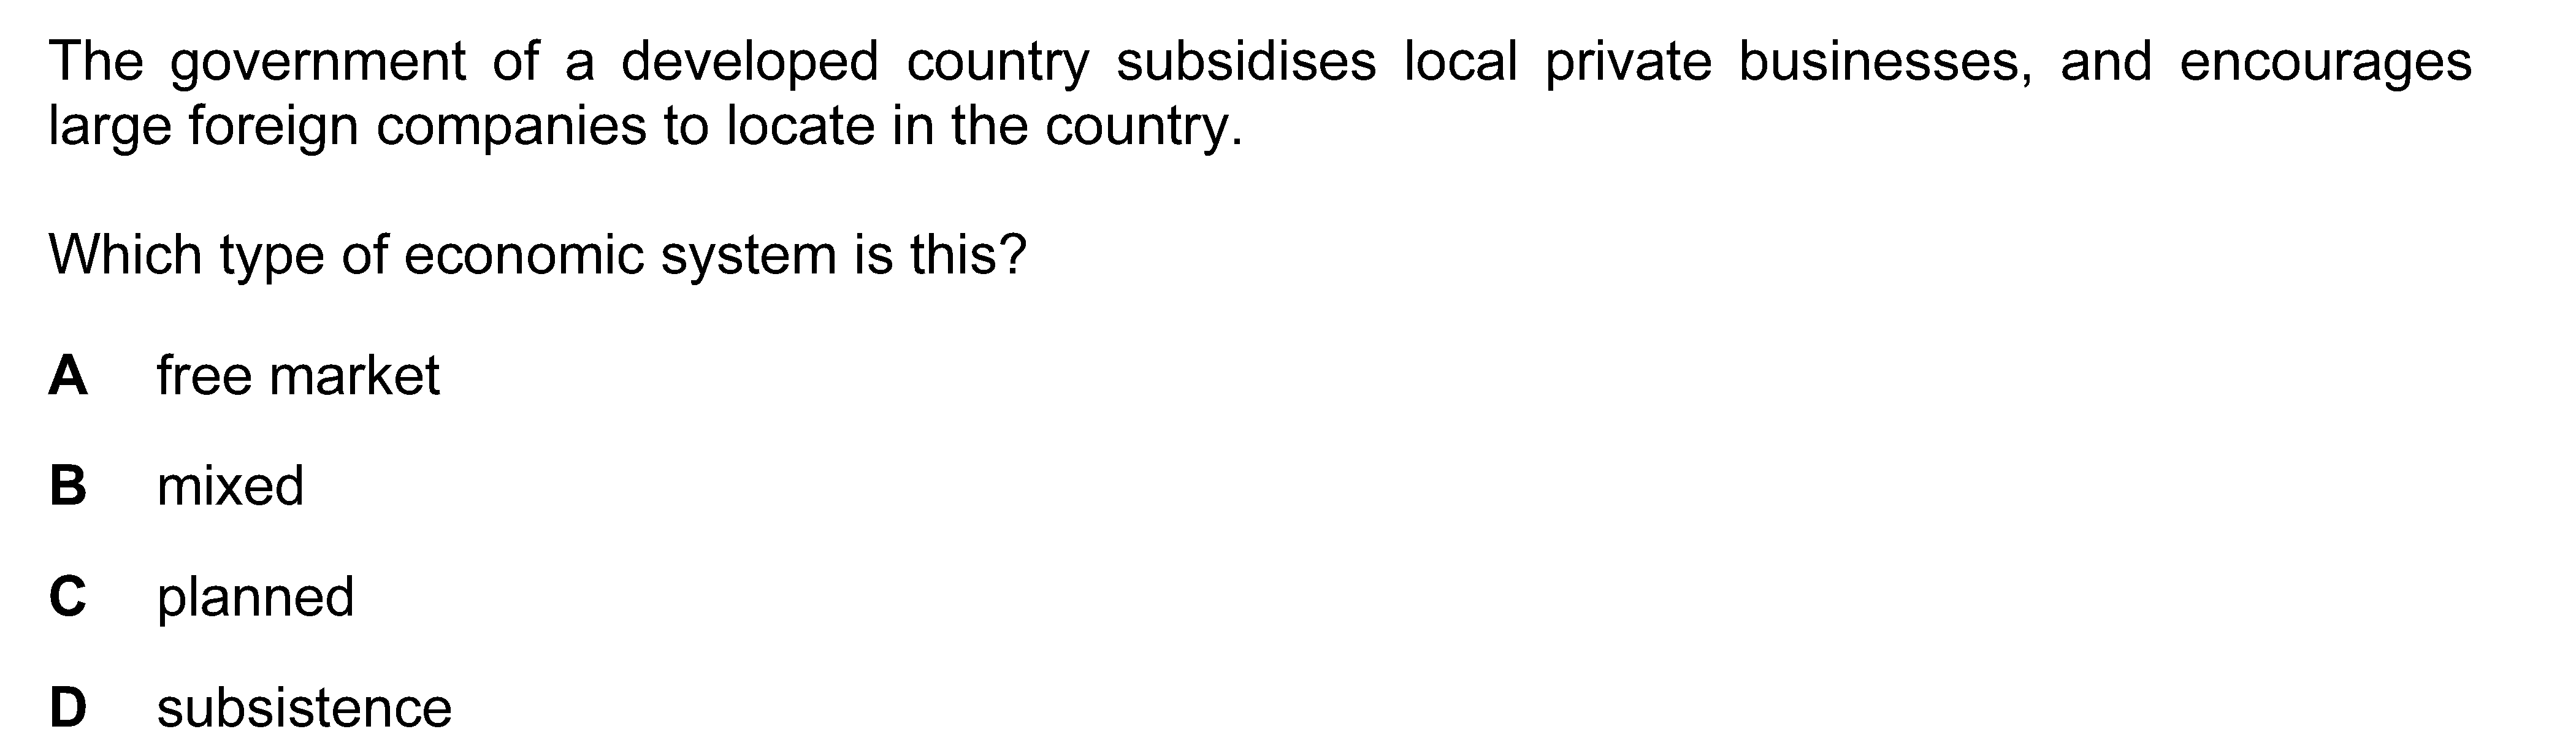 The government of a developed country subsidises local private businesses, and encourages
large foreign companies to locate in the country.
Which type of economic system is this?
A free market
B mixed
C planned
D subsistence